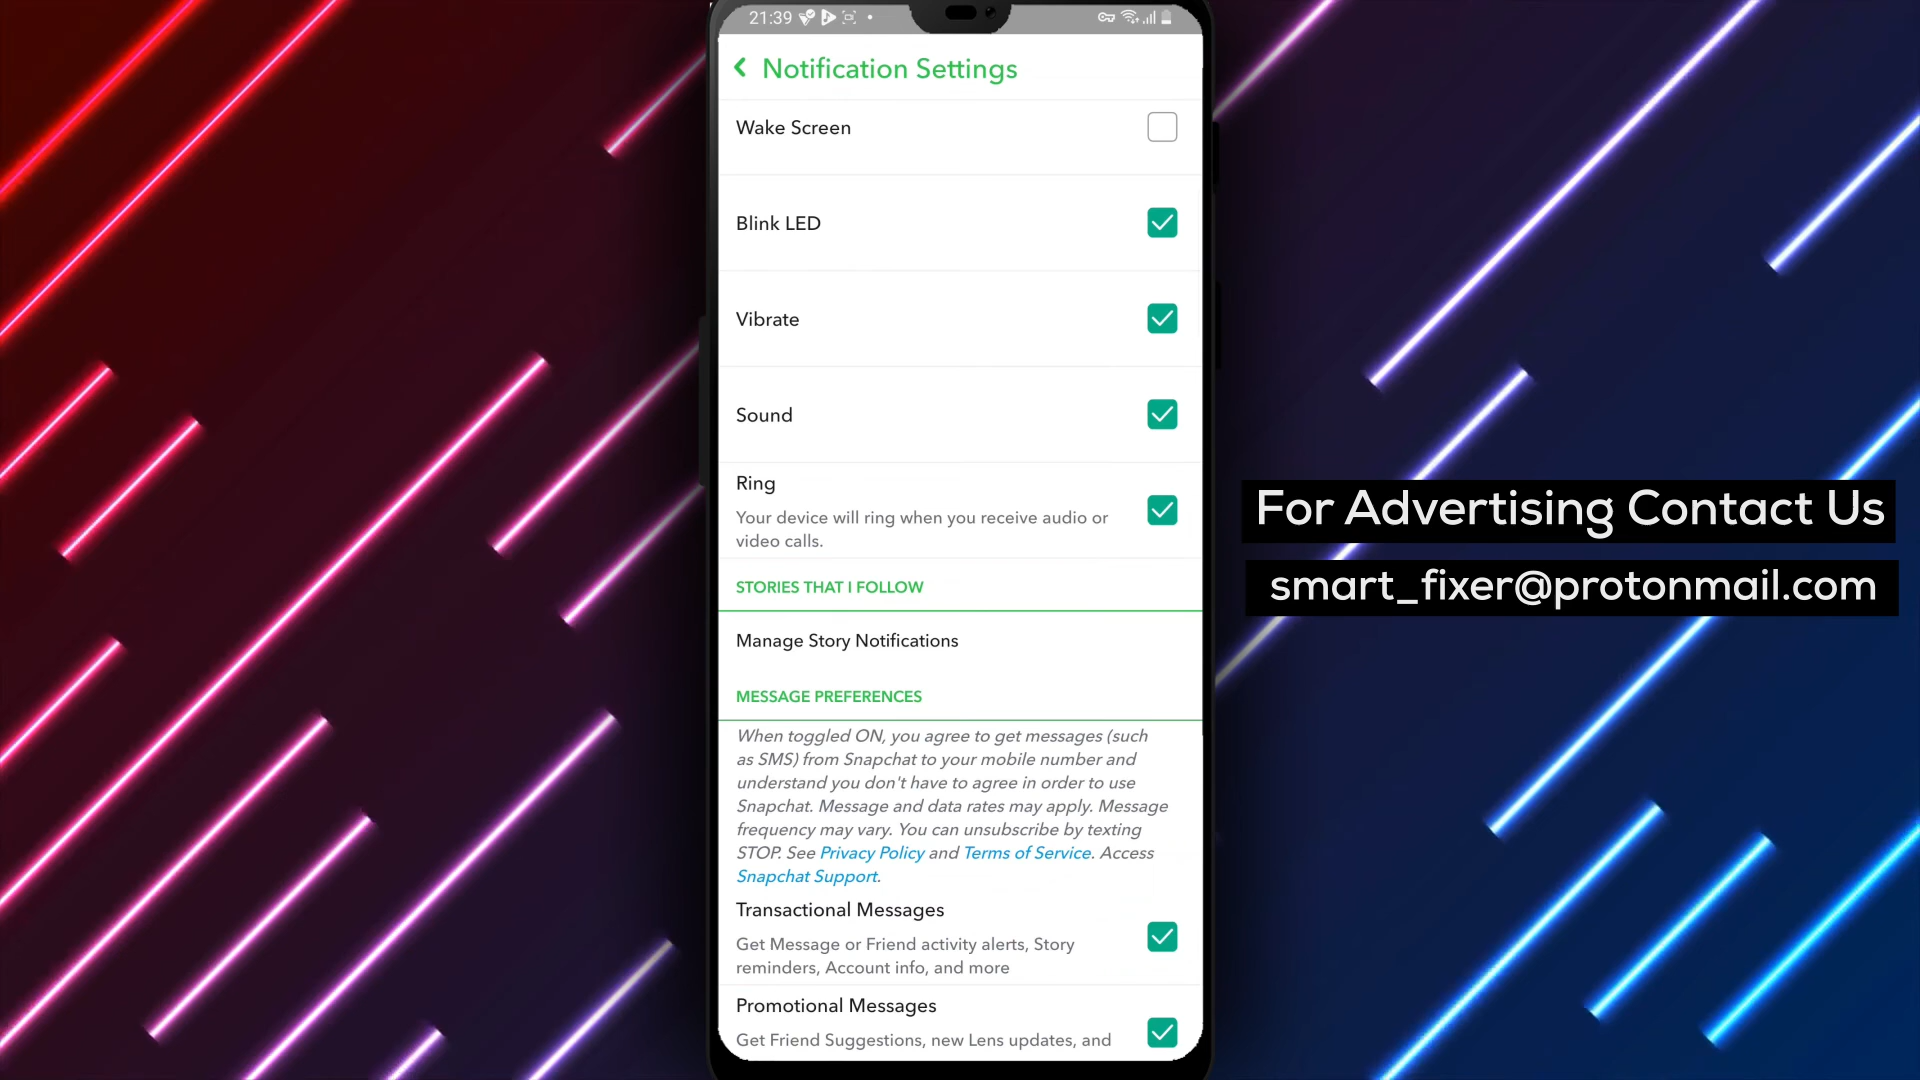 21:39
Notification Settings
Wake Screen
Blink LED
Vibrate
Sound
Ring
Your device will ring when you receive audio or
video calls.
STORIES THAT I FOLLOW
Manage Story Notifications
MESSAGE PREFERENCES
When toggled ON, you agree to get messages (such
as SMS) from Snapchat to your mobile number and
understand you don't have to agree in order to use
Snapchat. Message and data rates may apply. Message
frequency may vary. You can unsubscribe by texting
STOP. See Privacy Policy and Terms of Service. Access
Snapchat Support.
Transactional Messages
Get Message or Friend activity alerts, Story
reminders, Account info, and more
Promotional Messages
Get Friend Suggestions, new Lens updates, and
For Advertising Contact Us
smart_fixer@protonmail.com